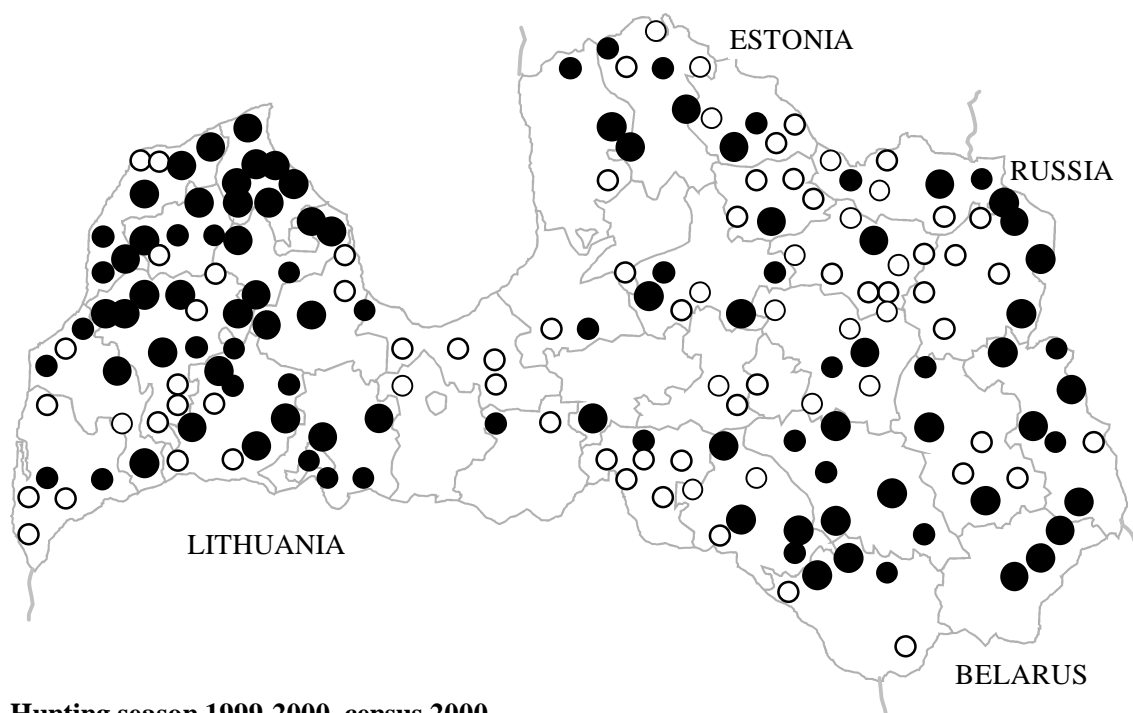 ESTONIA
RUSSIA
LITHUANIA
BELARUS
Hunting season 1999-2000, census 2000